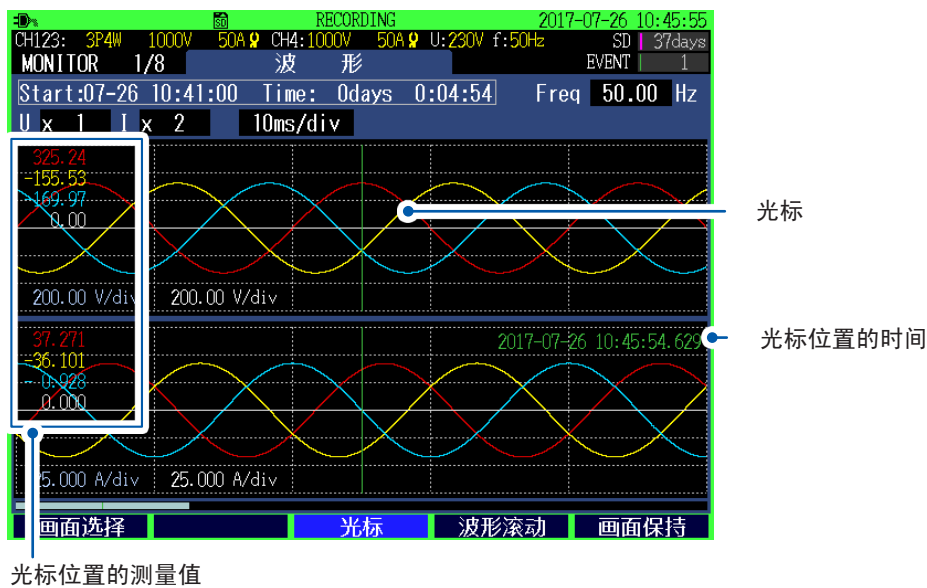 SD RECORDING 2017-07-26 10:45:55
CH123: 3P4W 1000V 50A CH4:1000V 50A U:230V f:50Hz SD 37days
MONITOR 1/8 波 形 EVENT 1
Start:07-26 10:41:00 Time: 0days 0:04:54 Freq 50.00 Hz
U x 1 I x 2 10ms/div
325.24
-155.53
-169.97
0.00
光标
200.00 V/div 200.00 V/div
37.271
2017-07-26 10:45:54.629
光标位置的时间
-36.101
- 0.928
0.000
25.000 A/div 25.000 A/div
画面选择 光标 波形滚动 画面保持
光标位置的测量值